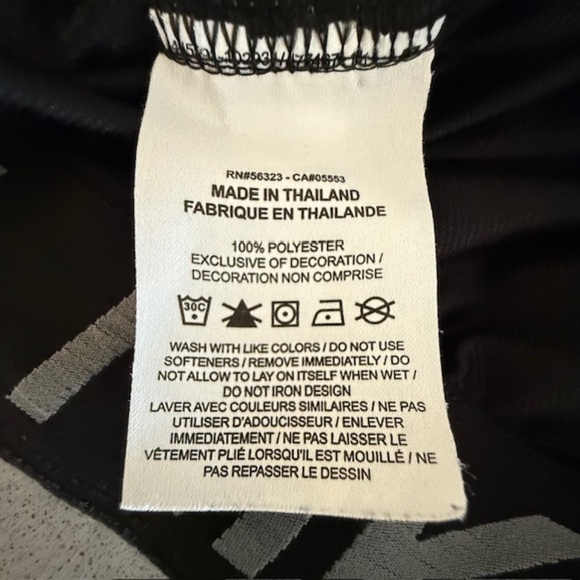 RN#56323 - CA#05553
MADE IN THAILAND
FABRIQUE EN THAILANDE
100% POLYESTER
EXCLUSIVE OF DECORATION /
DECORATION NON COMPRISE
30C
WASH WITH LIKE COLORS / DO NOT USE
SOFTENERS / REMOVE IMMEDIATELY / DO
NOT ALLOW TO LAY ON ITSELF WHEN WET /
DO NOT IRON DESIGN
LAVER AVEC COULEURS SIMILAIRES / NE PAS
UTILISER D'ADOUCISSEUR / ENLEVER
IMMEDIATEMENT / NE PAS LAISSER LE
VÊTEMENT PLIÉ LORSQU'IL EST MOUILLÉ / NE
PAS REPASSER LE DESSIN